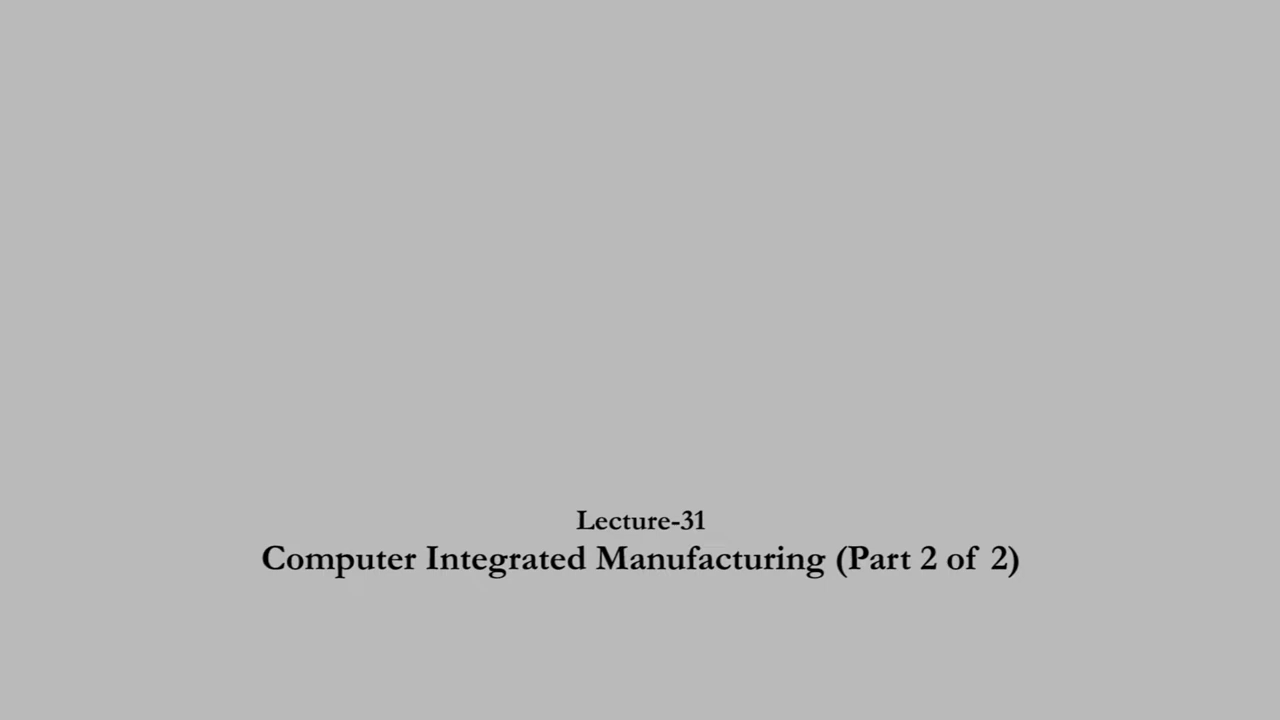 Lecture-31
Computer Integrated Manufacturing (Part 2 of 2)